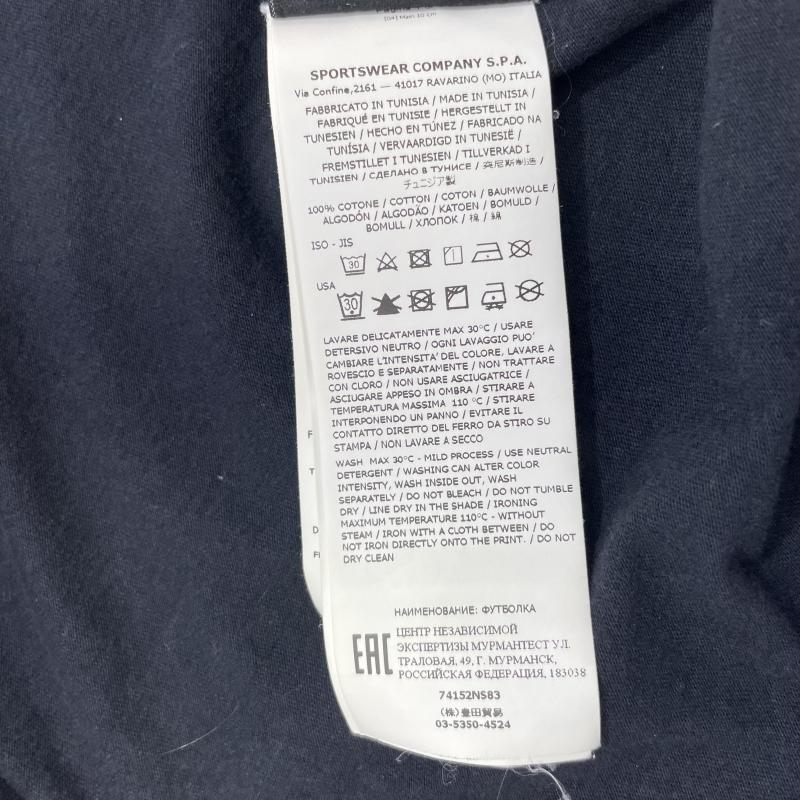 [04] Main 10 cm
SPORTSWEAR COMPANY S.P.A.
Via Confine,2161 — 41017 RAVARINO (MO) ITALIA
FABBRICATO IN TUNISIA / MADE IN TUNISIA /
FABRIQUÉ EN TUNISIE / HERGESTELLT IN
TUNESIEN / HECHO EN TÚNEZ / FABRICADO NA
TUNÍSIA / VERVAARDIGD IN TUNESIË /
FREMSTILLET I TUNESIEN / TILLVERKAD I
TUNISIEN / СДЕЛАНО В ТУНИСЕ / 突尼斯制造 /
チュニジア製
100% COTONE / COTTON / COTON / BAUMWOLLE /
ALGODÓN / ALGODÃO / KATOEN / BOMULD /
BOMULL / ХЛОПОК / 棉 / 綿
ISO - JIS
30
USA
30
LAVARE DELICATAMENTE MAX 30°C / USARE
DETERSIVO NEUTRO / OGNI LAVAGGIO PUO'
CAMBIARE L'INTENSITA' DEL COLORE, LAVARE A
ROVESCIO E SEPARATAMENTE / NON TRATTARE
CON CLORO / NON USARE ASCIUGATRICE /
ASCIUGARE APPESO IN OMBRA / STIRARE A
TEMPERATURA MASSIMA 110 °C / STIRARE
INTERPONENDO UN PANNO / EVITARE IL
CONTATTO DIRETTO DEL FERRO DA STIRO SU
STAMPA / NON LAVARE A SECCO
WASH MAX 30°C - MILD PROCESS / USE NEUTRAL
DETERGENT / WASHING CAN ALTER COLOR
INTENSITY, WASH INSIDE OUT, WASH
SEPARATELY / DO NOT BLEACH / DO NOT TUMBLE
DRY / LINE DRY IN THE SHADE / IRONING
MAXIMUM TEMPERATURE 110°C - WITHOUT
STEAM / IRON WITH A CLOTH BETWEEN / DO
NOT IRON DIRECTLY ONTO THE PRINT. / DO NOT
DRY CLEAN
НАИМЕНОВАНИЕ: ФУТБОЛКА
EAC
ЦЕНТР НЕЗАВИСИМОЙ
ЭКСПЕРТИЗЫ МУРМАНТЕСТ УЛ.
ТРАЛОВАЯ, 49, Г. МУРМАНСК,
РОССИЙСКАЯ ФЕДЕРАЦИЯ, 183038
74152NS83
(株)豊田貿易
03-5350-4524